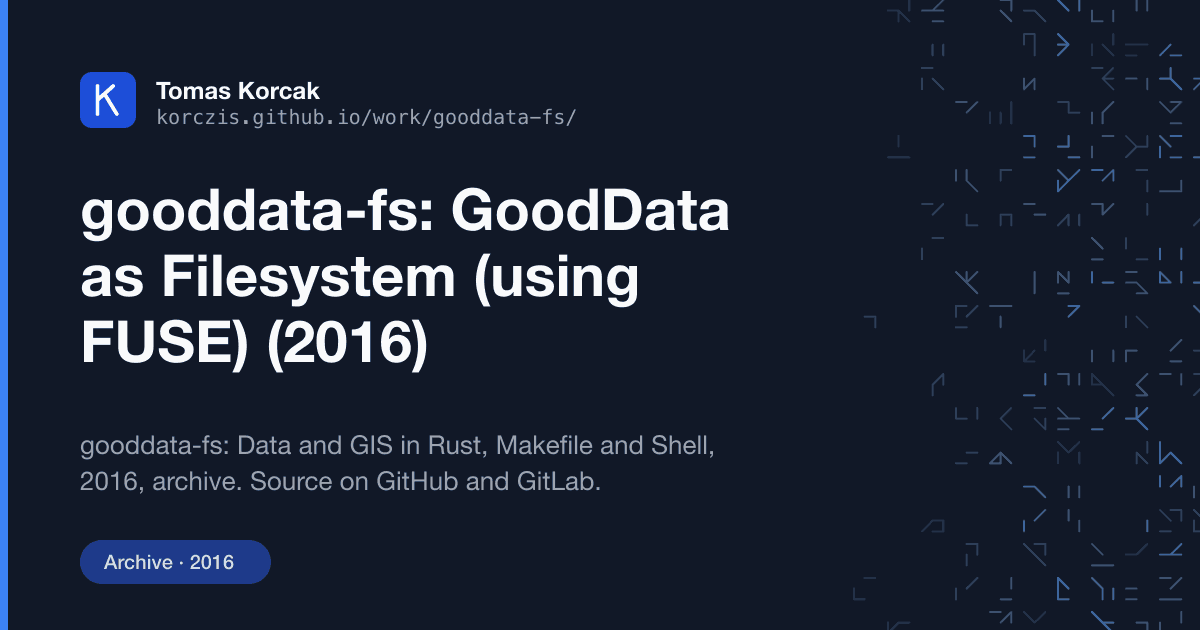 K
Tomas Korcak
korczis.github.io/work/gooddata-fs/
gooddata-fs: GoodData
as Filesystem (using
FUSE) (2016)
gooddata-fs: Data and GIS in Rust, Makefile and Shell,
2016, archive. Source on GitHub and GitLab.
Archive · 2016